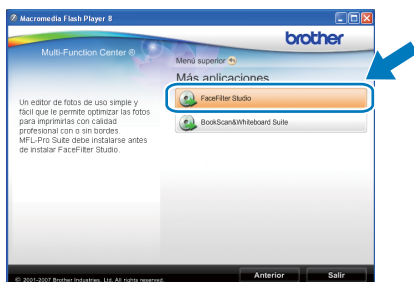 Macromedia Flash Player 8
brother
Multi-Function Center ®
Menú superior
Más aplicaciones
FaceFilter Studio
BookScan&Whiteboard Suite
Un editor de fotos de uso simple y
fácil que le permite optimizar las fotos
para imprimirlas con calidad
profesional con o sin bordes.
MFL-Pro Suite debe instalarse antes
de instalar FaceFilter Studio.
© 2001-2007 Brother Industries, Ltd. All rights reserved.
Anterior
Salir